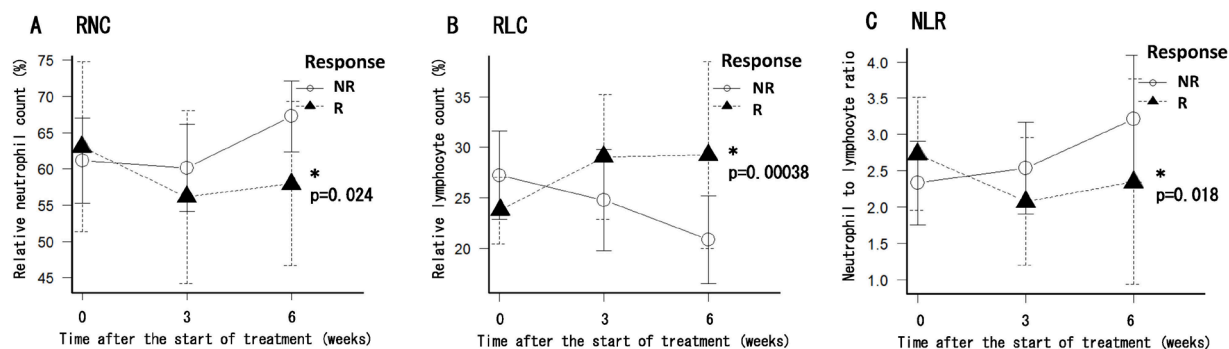 A RNC
Relative neutrophil count (%)
75
70
65
60
55
50
45
Response
NR
R
*
p=0.024
0 3 6
Time after the start of treatment (weeks)
B RLC
Relative lymphocyte count (%)
35
30
25
20
Response
NR
R
*
p=0.00038
0 3 6
Time after the start of treatment (weeks)
C NLR
Neutrophil to lymphocyte ratio
4.0
3.5
3.0
2.5
2.0
1.5
1.0
Response
NR
R
*
p=0.018
0 3 6
Time after the start of treatment (weeks)